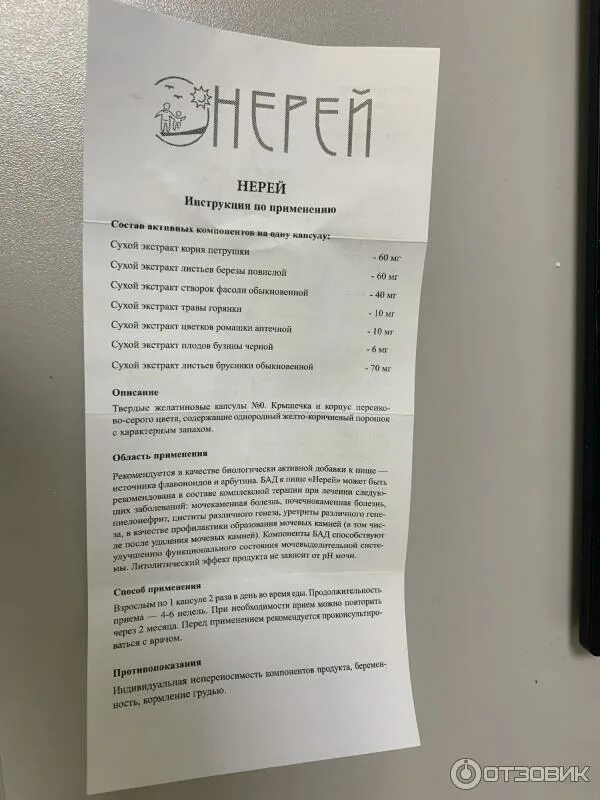 НЕРЕЙ
НЕРЕЙ
Инструкция по применению
Состав активных компонентов на одну капсулу:
Сухой экстракт корня петрушки - 60 мг
Сухой экстракт листьев березы повислой - 60 мг
Сухой экстракт створок фасоли обыкновенной - 40 мг
Сухой экстракт травы горянки - 10 мг
Сухой экстракт цветков ромашки аптечной - 10 мг
Сухой экстракт плодов бузины черной - 6 мг
Сухой экстракт листьев брусники обыкновенной - 70 мг
Описание
Твердые желатиновые капсулы №0. Крышечка и корпус персико-
во-серого цвета, содержащие однородный желто-коричневый порошок
с характерным запахом.
Область применения
Рекомендуется в качестве биологически активной добавки к пище —
источника флавоноидов и арбутина. БАД к пище «Нерей» может быть
рекомендована в составе комплексной терапии при лечении следую-
щих заболеваний: мочекаменная болезнь, почечнокаменная болезнь,
пиелонефрит, циститы различного генеза, уретриты различного гене-
за, в качестве профилактики образования мочевых камней (в том чис-
ле после удаления мочевых камней). Компоненты БАД способствуют
улучшению функционального состояния мочевыделительной систе-
мы. Литолитический эффект продукта не зависит от pH мочи.
Способ применения
Взрослым по 1 капсуле 2 раза в день во время еды. Продолжительность
приема — 4-6 недель. При необходимости прием можно повторить
через 2 месяца. Перед применением рекомендуется проконсультиро-
ваться с врачом.
Противопоказания
Индивидуальная непереносимость компонентов продукта, беремен-
ность, кормление грудью.
ОТЗОВИК